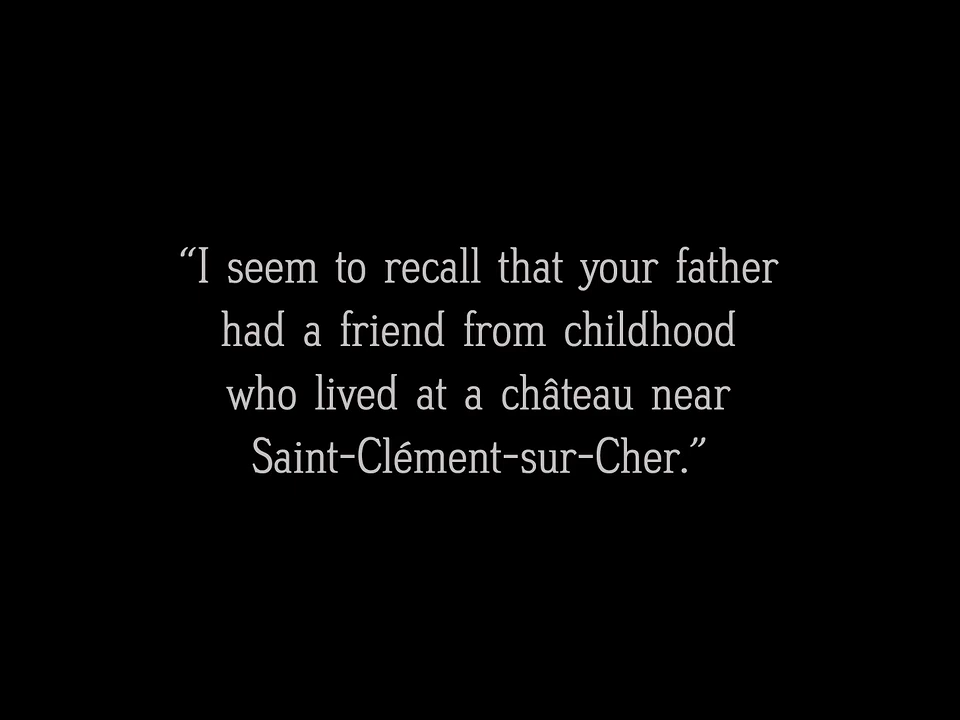 “I seem to recall that your father
had a friend from childhood
who lived at a château near
Saint-Clément-sur-Cher.”